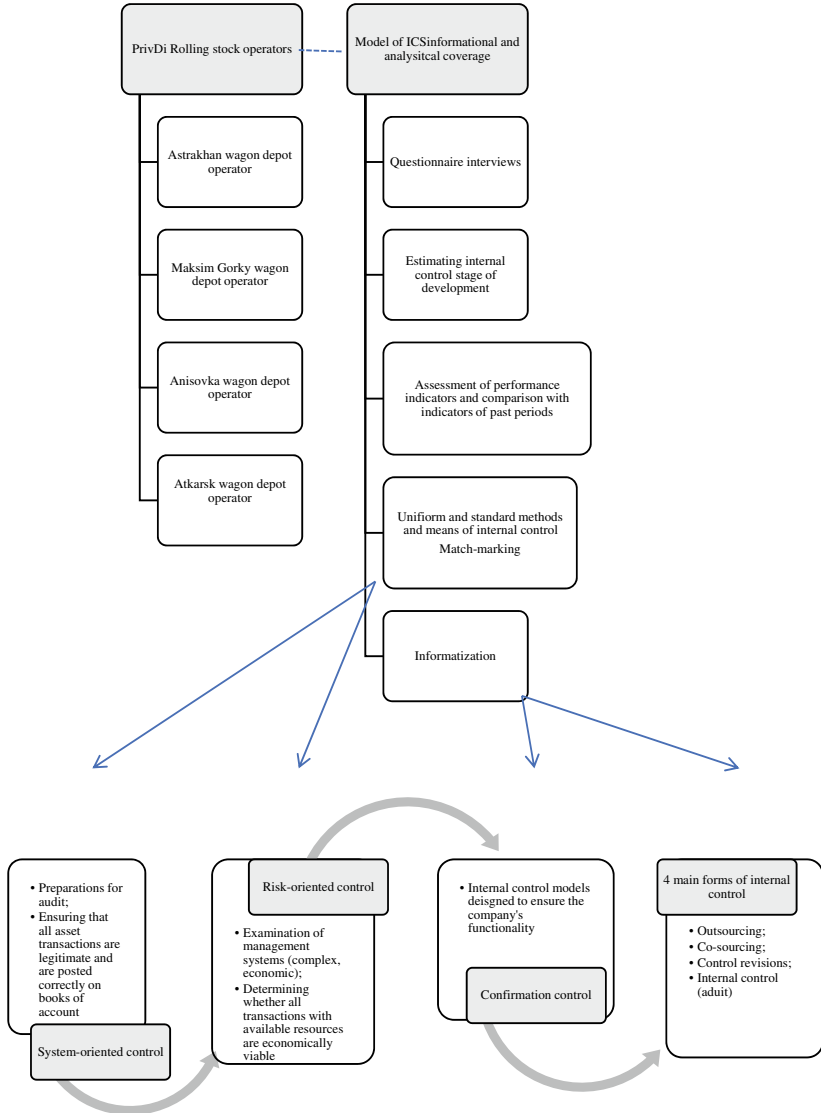 PrivDi Rolling stock operators
Model of ICSinformational and
analysitcal coverage
Astrakhan wagon depot
operator
Maksim Gorky wagon
depot operator
Anisovka wagon depot
operator
Atkarsk wagon depot
operator
Questionnaire interviews
Estimating internal
control stage of
development
Assessment of performance
indicators and comparison with
indicators of past periods
Unifiorm and standard methods
and means of internal control
Match-marking
Informatization
• Preparations for
audit;
• Ensuring that
all asset
transactions are
legitimate and
are posted
correctly on
books of
account
System-oriented control
Risk-oriented control
• Examination of
management
systems (complex,
economic);
• Determining
whether all
transactions with
available resources
are economically
viable
• Internal control models
deisgned to ensure the
company's
functionality
Confirmation control
4 main forms of internal
control
• Outsourcing;
• Co-sourcing;
• Control revisions;
• Internal control
(aduit)